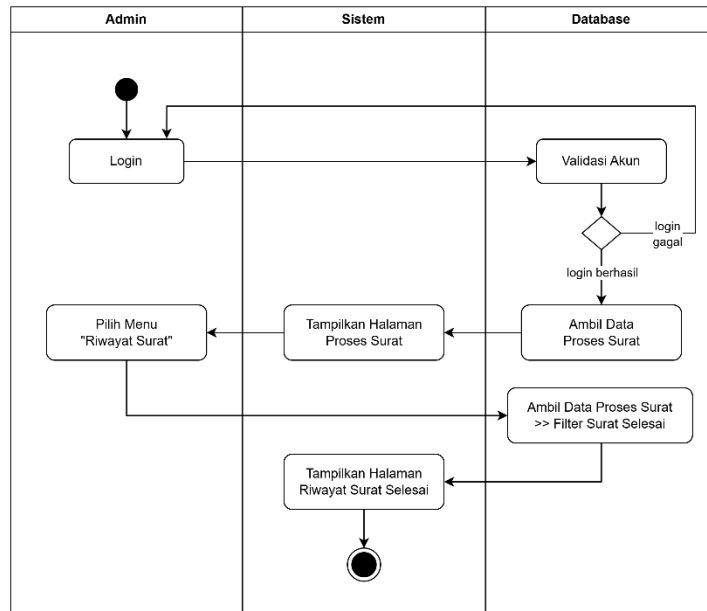 Admin
Sistem
Database
Login
Validasi Akun
login
gagal
login berhasil
Pilih Menu
"Riwayat Surat"
Tampilkan Halaman
Proses Surat
Ambil Data
Proses Surat
Ambil Data Proses Surat
>> Filter Surat Selesai
Tampilkan Halaman
Riwayat Surat Selesai